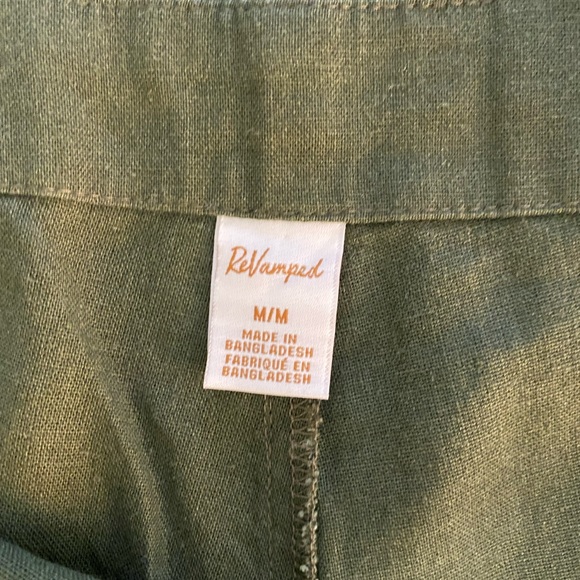 ReVamped
M/M
MADE IN
BANGLADESH
FABRIQUÉ EN
BANGLADESH